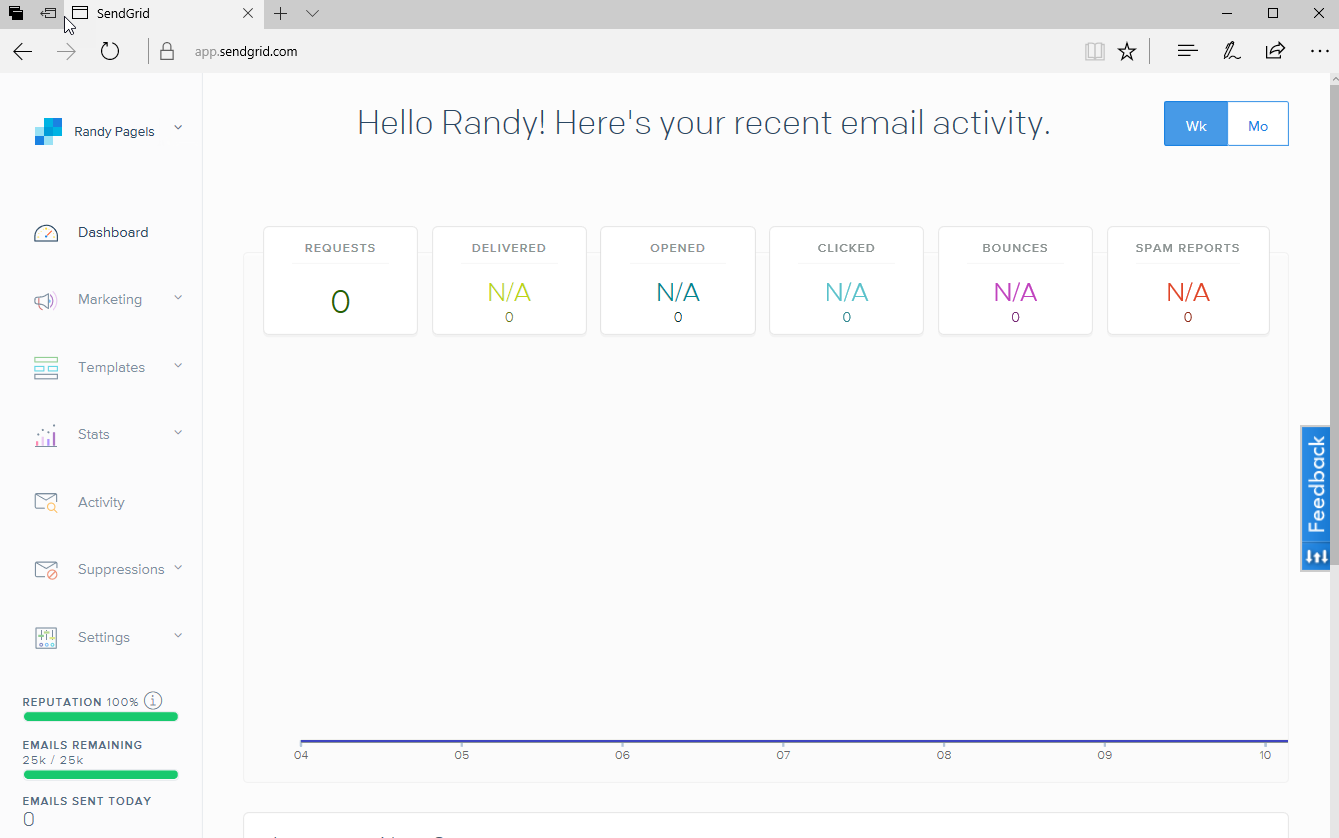 SendGrid
app.sendgrid.com
Randy Pagels
Hello Randy! Here's your recent email activity.
Wk Mo
Dashboard
Marketing
Templates
Stats
Activity
Suppressions
Settings
REPUTATION 100%
EMAILS REMAINING
25k / 25k
EMAILS SENT TODAY
0
REQUESTS
0
DELIVERED
N/A
0
OPENED
N/A
0
CLICKED
N/A
0
BOUNCES
N/A
0
SPAM REPORTS
N/A
0
04 05 06 07 08 09 10
Feedback